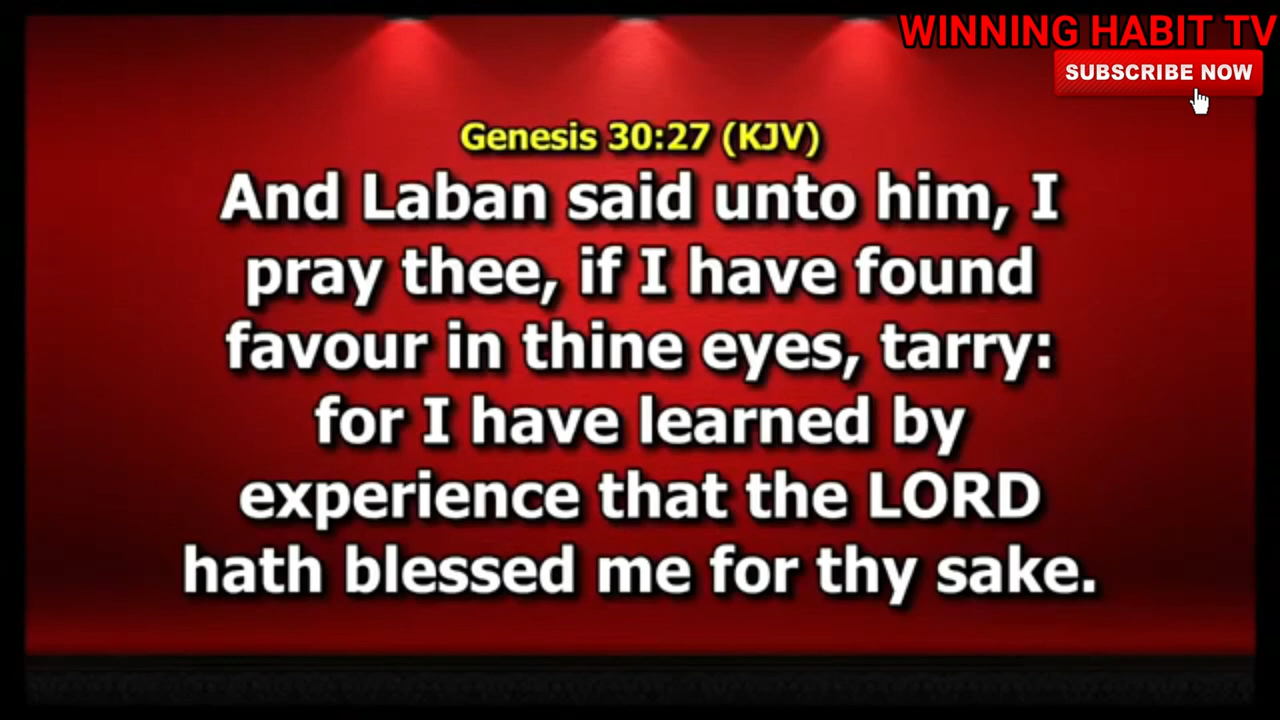 WINNING HABIT TV
SUBSCRIBE NOW
Genesis 30:27 (KJV)
And Laban said unto him, I
pray thee, if I have found
favour in thine eyes, tarry:
for I have learned by
experience that the LORD
hath blessed me for thy sake.